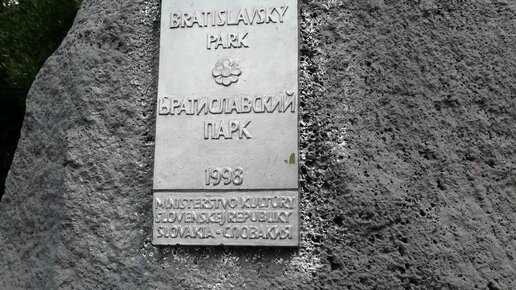 BRATISLAVSKÝ
PARK
БРАТИСЛАВСКИЙ
ПАРК
1998
MINISTERSTVO KULTÚRY
SLOVENSKEJ REPUBLIKY
SLOVAKIA-СЛОВАКИЯ